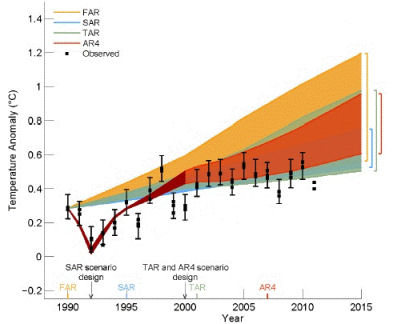 FAR
SAR
TAR
AR4
Observed
Temperature Anomaly (°C)
1.4
1.2
1
0.8
0.6
0.4
0.2
0
−0.2
SAR scenario
design
TAR and AR4 scenario
design
FAR
SAR
TAR
AR4
1990
1995
2000
2005
2010
2015
Year